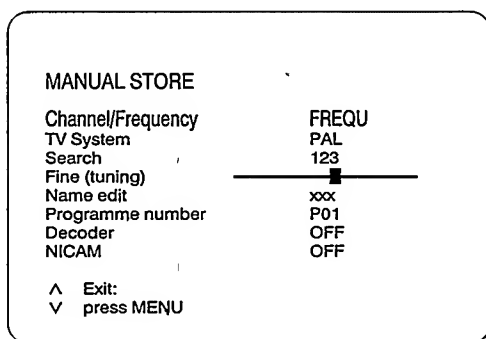 MANUAL STORE
Channel/Frequency FREQU
TV System PAL
Search 123
Fine (tuning)
Name edit xxx
Programme number P01
Decoder OFF
NICAM OFF
∧ Exit:
∨ press MENU